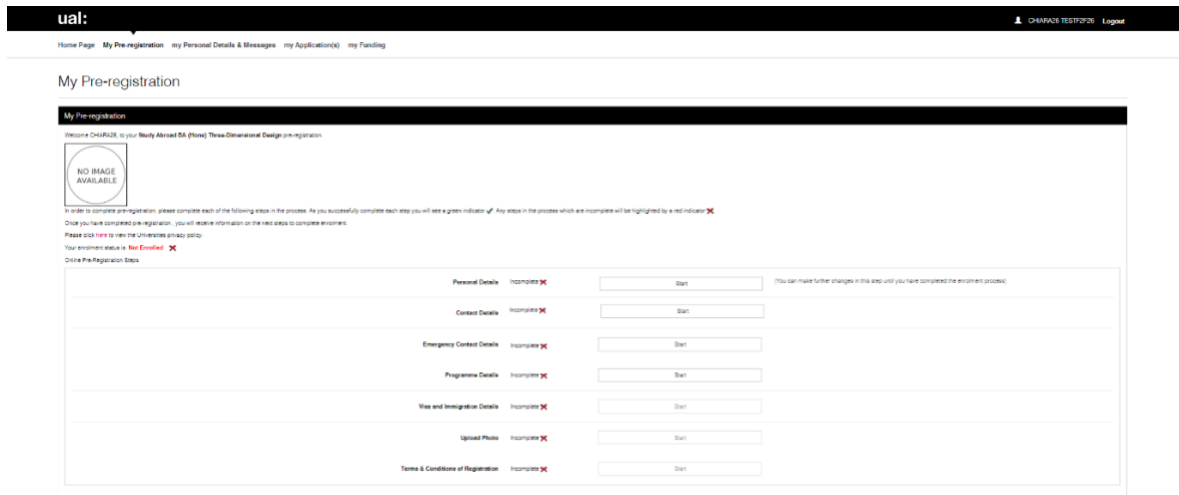 ual:
CHIARA26 TESTF2F26 Logout
Home Page My Pre-registration my Personal Details & Messages my Application(s) my Funding
My Pre-registration
My Pre-registration
Welcome CHIARA26, to your Study Abroad BA (Hons) Three-Dimensional Design pre-registration
NO IMAGE
AVAILABLE
In order to complete pre-registration, please complete each of the following steps in the process. As you successfully complete each step you will see a green indicator Any steps in the process which are incomplete will be highlighted by a red indicator
Once you have completed pre-registration, you will receive information on the next steps to complete enrolment.
Please click here to view the Universities privacy policy.
Your enrolment status is: Not Enrolled
Online Pre-Registration Steps
Personal Details Incomplete Start (You can make further changes in this step until you have completed the enrolment process)
Contact Details Incomplete Start
Emergency Contact Details Incomplete Start
Programme Details Incomplete Start
Visa and Immigration Details Incomplete Start
Upload Photo Incomplete Start
Terms & Conditions of Registration Incomplete Start